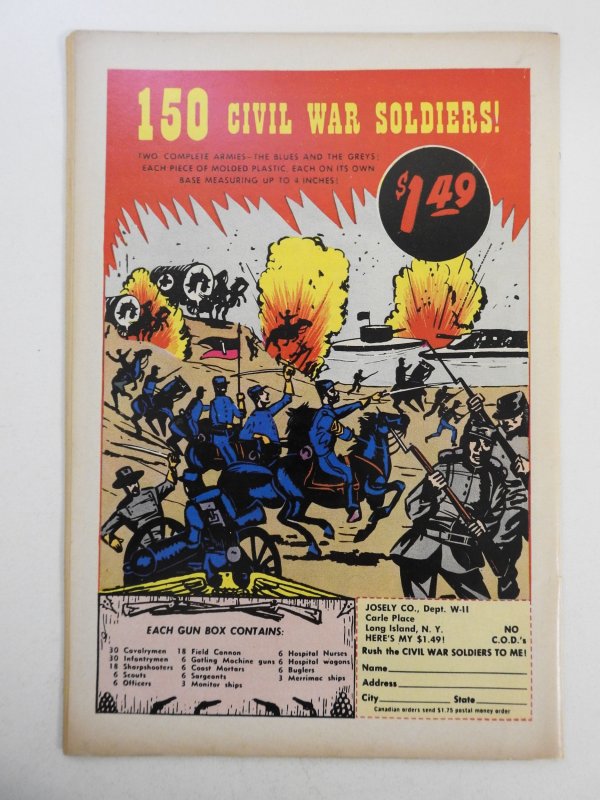 150 CIVIL WAR SOLDIERS!
TWO COMPLETE ARMIES—THE BLUES AND THE GREYS;
EACH PIECE OF MOLDED PLASTIC, EACH ON ITS OWN
BASE MEASURING UP TO 4 INCHES!
$1.49
EACH GUN BOX CONTAINS:
30 Cavalrymen 18 Field Cannon 6 Hospital Nurses
30 Infantrymen 6 Gatling Machine guns 6 Hospital wagons
18 Sharpshooters 6 Coast Mortars 6 Buglers
6 Scouts 6 Sergeants 3 Merrimac ships
6 Officers 3 Monitor ships
JOSELY CO., Dept. W-11
Carle Place
Long Island, N. Y. NO
HERE'S MY $1.49! C.O.D.'s
Rush the CIVIL WAR SOLDIERS TO ME!
Name
Address
City State
Canadian orders send $1.75 postal money order